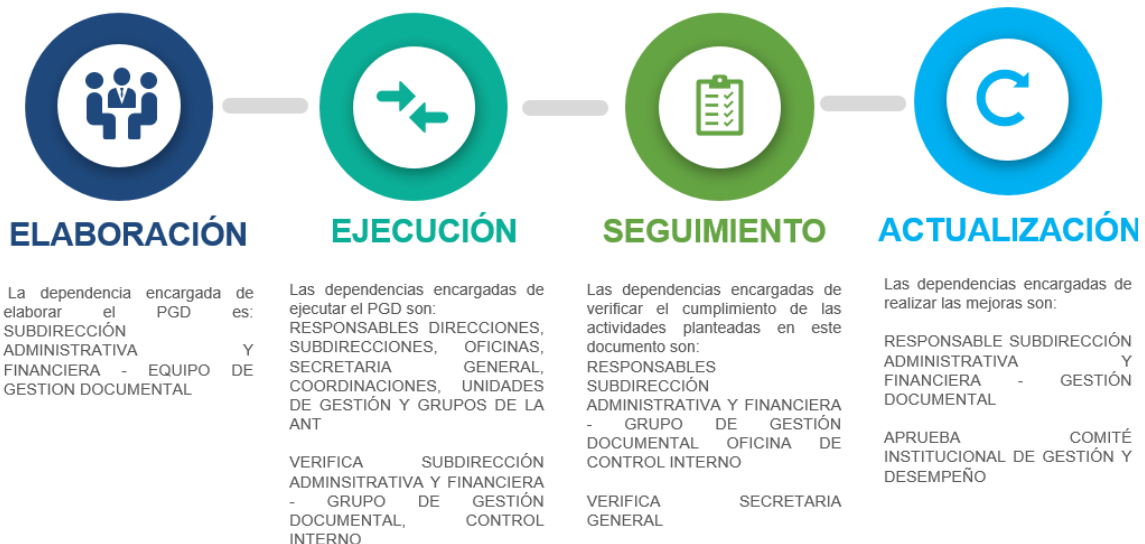 ELABORACIÓN
La dependencia encargada de
elaborar el PGD es:
SUBDIRECCIÓN
ADMINISTRATIVA Y
FINANCIERA - EQUIPO DE
GESTION DOCUMENTAL
EJECUCIÓN
Las dependencias encargadas de
ejecutar el PGD son:
RESPONSABLES DIRECCIONES,
SUBDIRECCIONES, OFICINAS,
SECRETARIA GENERAL,
COORDINACIONES, UNIDADES
DE GESTIÓN Y GRUPOS DE LA
ANT
VERIFICA SUBDIRECCIÓN
ADMINSITRATIVA Y FINANCIERA
- GRUPO DE GESTIÓN
DOCUMENTAL, CONTROL
INTERNO
SEGUIMIENTO
Las dependencias encargadas de
verificar el cumplimiento de las
actividades planteadas en este
documento son:
RESPONSABLES
SUBDIRECCIÓN
ADMINISTRATIVA Y FINANCIERA
- GRUPO DE GESTIÓN
DOCUMENTAL OFICINA DE
CONTROL INTERNO
VERIFICA SECRETARIA
GENERAL
ACTUALIZACIÓN
Las dependencias encargadas de
realizar las mejoras son:
RESPONSABLE SUBDIRECCIÓN
ADMINISTRATIVA Y
FINANCIERA - GESTIÓN
DOCUMENTAL
APRUEBA COMITÉ
INSTITUCIONAL DE GESTIÓN Y
DESEMPEÑO